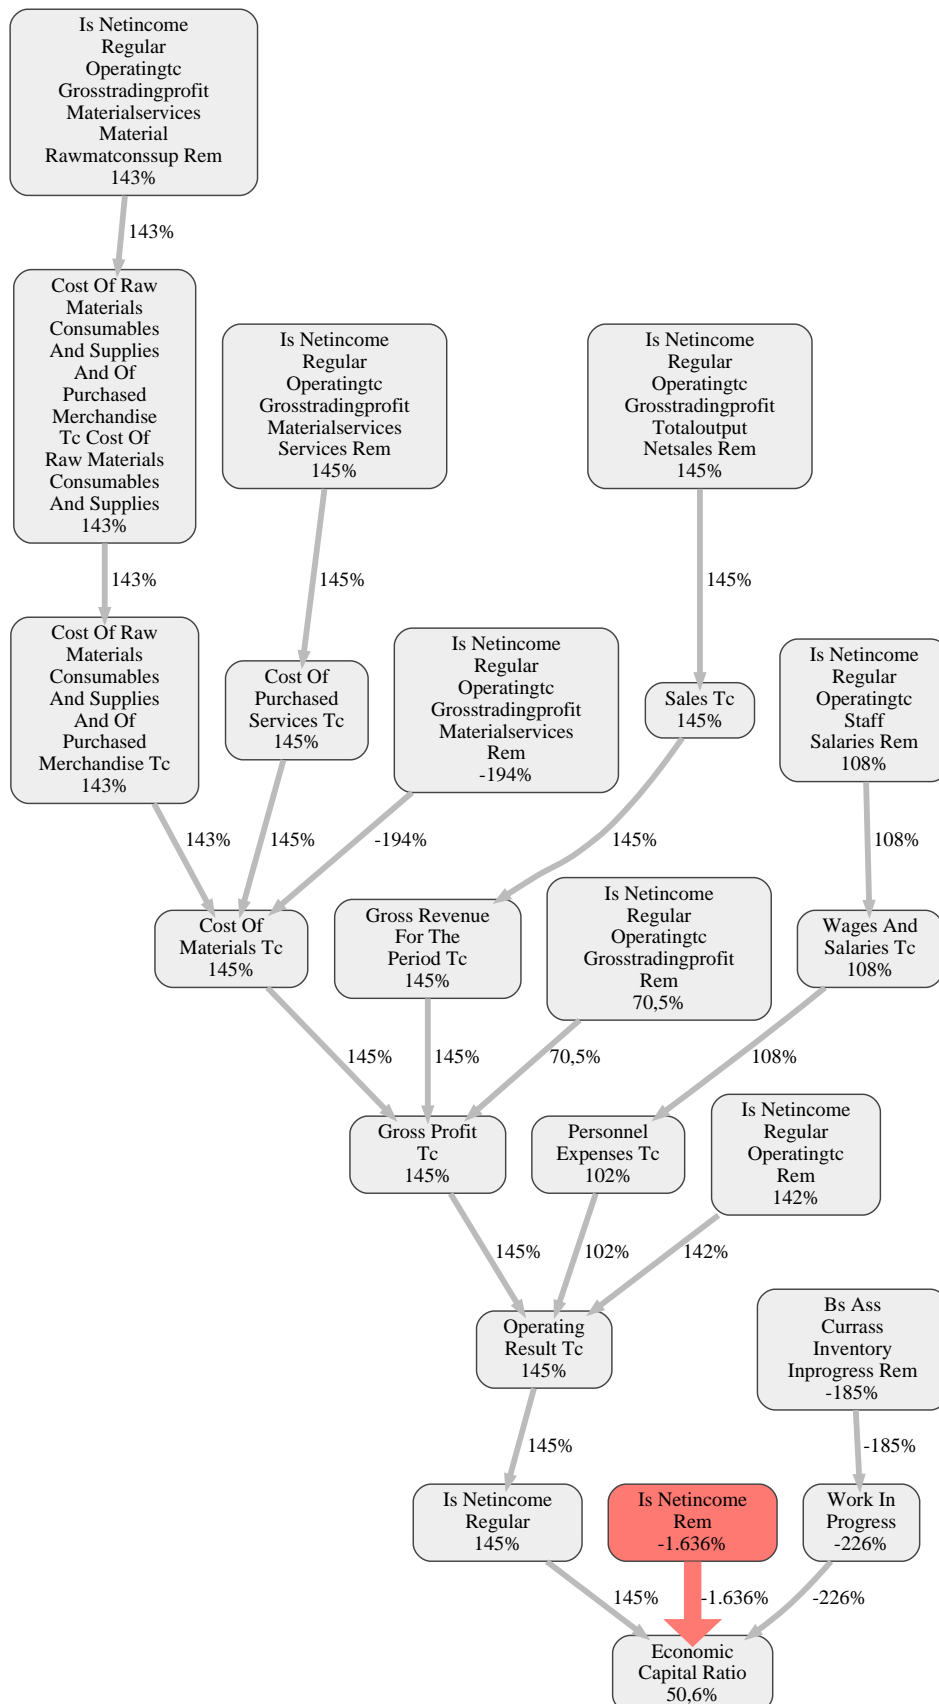 Is Netincome
Regular
Operatingtc
Grosstradingprofit
Materialservices
Material
Rawmatconssup Rem
143%
143%
Cost Of Raw
Materials
Consumables
And Supplies
And Of
Purchased
Merchandise
Tc Cost Of
Raw Materials
Consumables
And Supplies
143%
Is Netincome
Regular
Operatingtc
Grosstradingprofit
Materialservices
Services Rem
145%
Is Netincome
Regular
Operatingtc
Grosstradingprofit
Totaloutput
Netsales Rem
145%
143%
145%
145%
Cost Of Raw
Materials
Consumables
And Supplies
And Of
Purchased
Merchandise Tc
143%
Cost Of
Purchased
Services Tc
145%
Is Netincome
Regular
Operatingtc
Grosstradingprofit
Materialservices
Rem
-194%
Sales Tc
145%
Is Netincome
Regular
Operatingtc
Staff
Salaries Rem
108%
143%
145%
-194%
145%
108%
Cost Of
Materials Tc
145%
Gross Revenue
For The
Period Tc
145%
Is Netincome
Regular
Operatingtc
Grosstradingprofit
Rem
70,5%
Wages And
Salaries Tc
108%
145%
145%
70,5%
108%
Gross Profit
Tc
145%
Personnel
Expenses Tc
102%
Is Netincome
Regular
Operatingtc
Rem
142%
145%
102%
142%
Operating
Result Tc
145%
Bs Ass
Currass
Inventory
Inprogress Rem
-185%
145%
-185%
Is Netincome
Regular
145%
Is Netincome
Rem
-1.636%
Work In
Progress
-226%
145%
-1.636%
-226%
Economic
Capital Ratio
50,6%